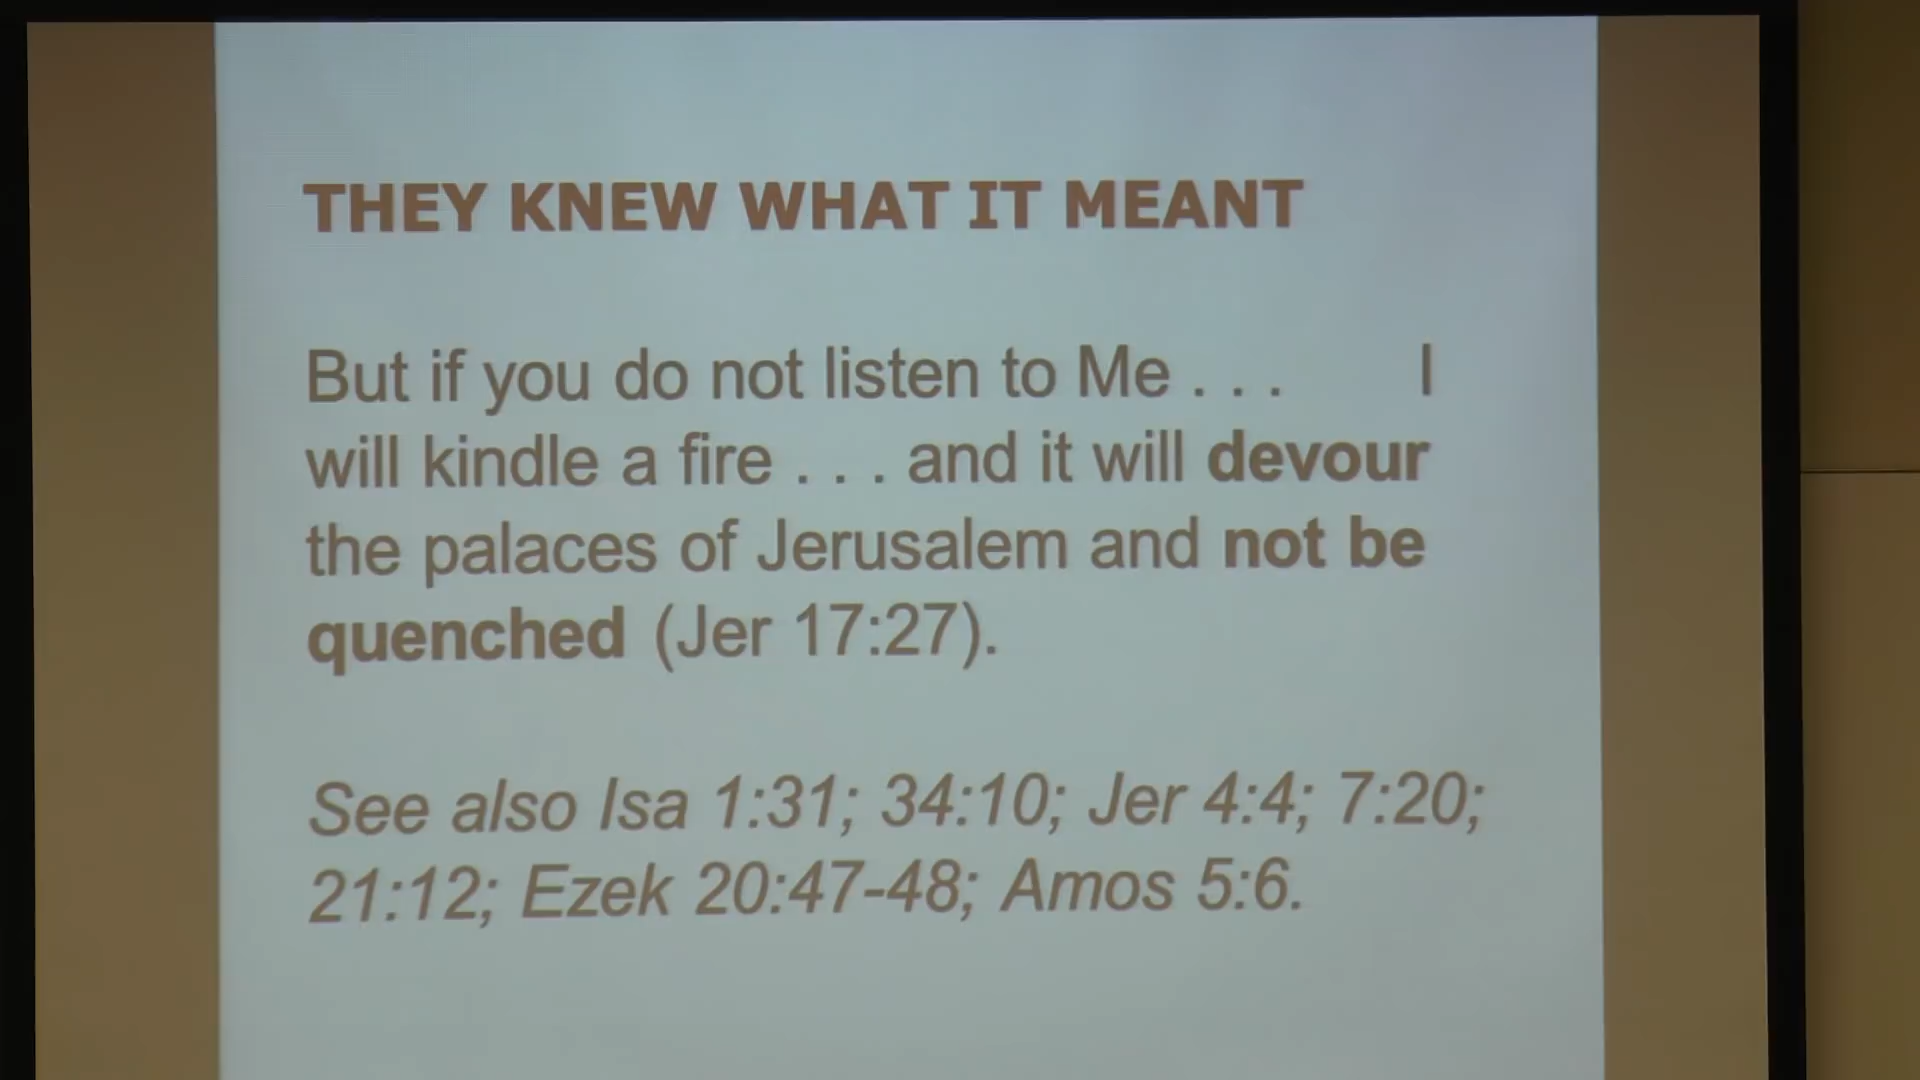 THEY KNEW WHAT IT MEANT
But if you do not listen to Me . . . I
will kindle a fire . . . and it will devour
the palaces of Jerusalem and not be
quenched (Jer 17:27).
See also Isa 1:31; 34:10; Jer 4:4; 7:20;
21:12; Ezek 20:47-48; Amos 5:6.